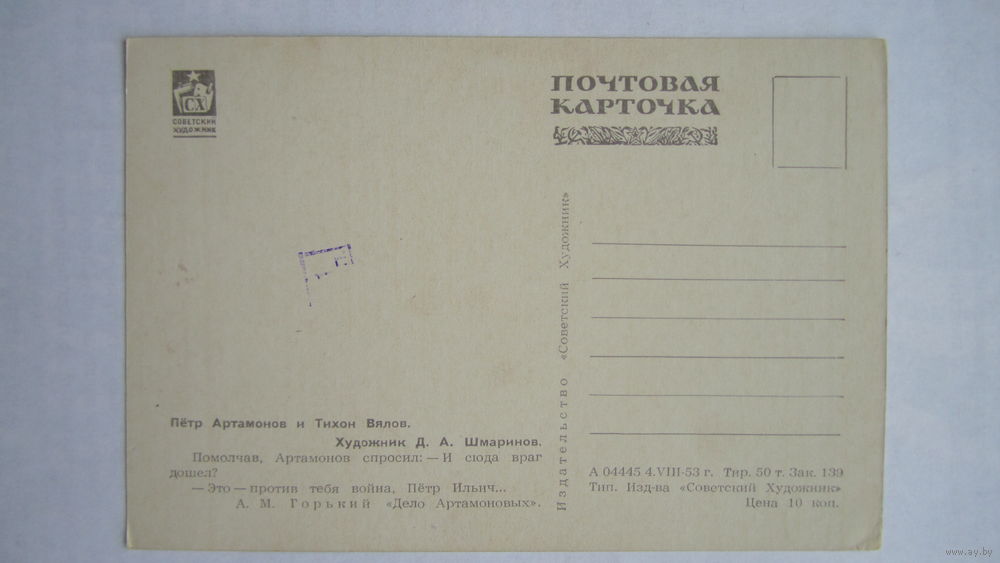 СХ
СОВЕТСКИЙ
ХУДОЖНИК
ПОЧТОВАЯ
КАРТОЧКА
Пётр Артамонов и Тихон Вялов.
Художник Д. А. Шмаринов.
Помолчав, Артамонов спросил: — И сюда враг
дошел?
— Это — против тебя война, Пётр Ильич...
А. М. Горький «Дело Артамоновых».
Издательство «Советский Художник»
А 04445 4.VIII-53 г. Тир. 50 т. Зак. 139
Тип. Изд-ва «Советский Художник»
Цена 10 коп.
www.ay.by